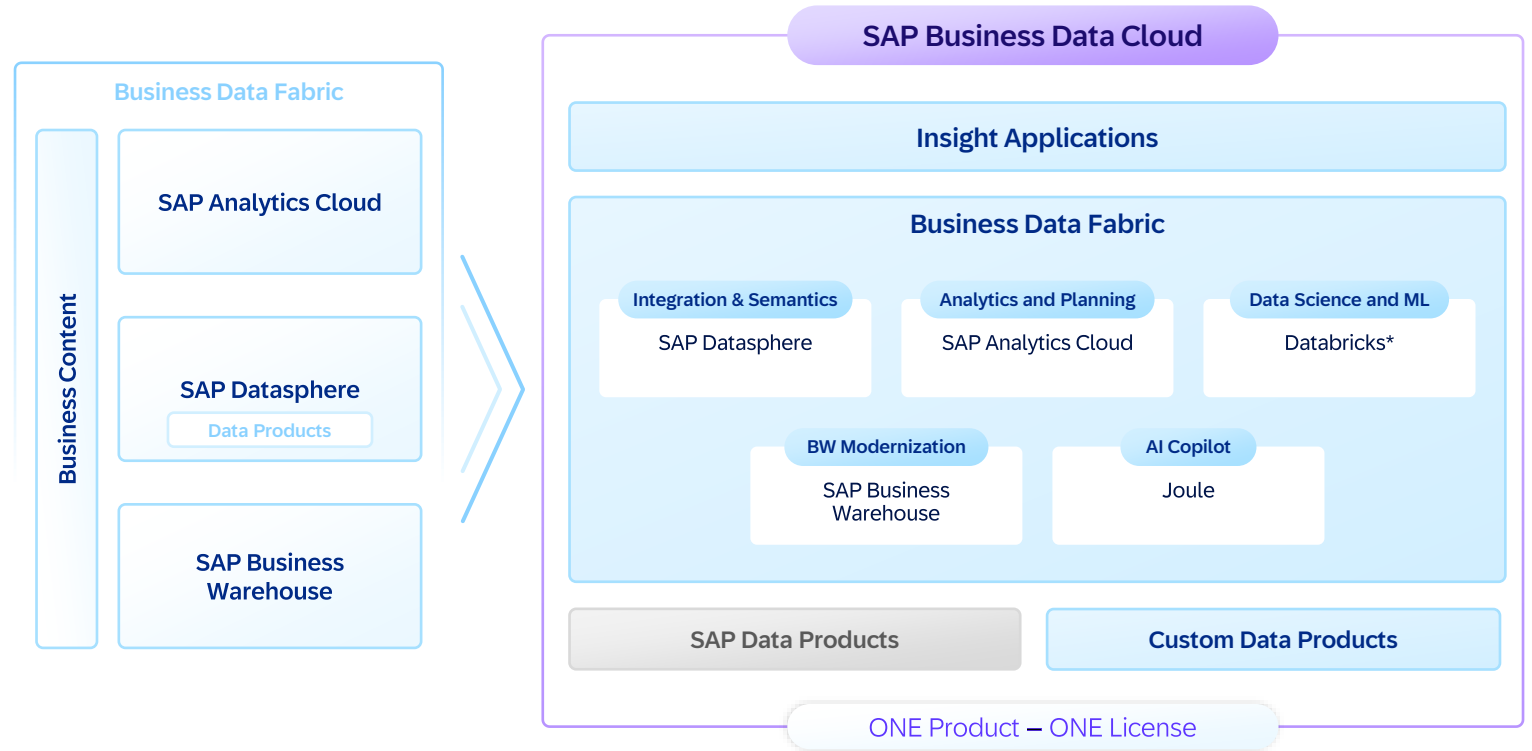 Business Data Fabric
Business Content
SAP Analytics Cloud
SAP Datasphere
Data Products
SAP Business
Warehouse
SAP Business Data Cloud
Insight Applications
Business Data Fabric
Integration & Semantics
SAP Datasphere
Analytics and Planning
SAP Analytics Cloud
Data Science and ML
Databricks*
BW Modernization
SAP Business
Warehouse
AI Copilot
Joule
SAP Data Products
Custom Data Products
ONE Product – ONE License